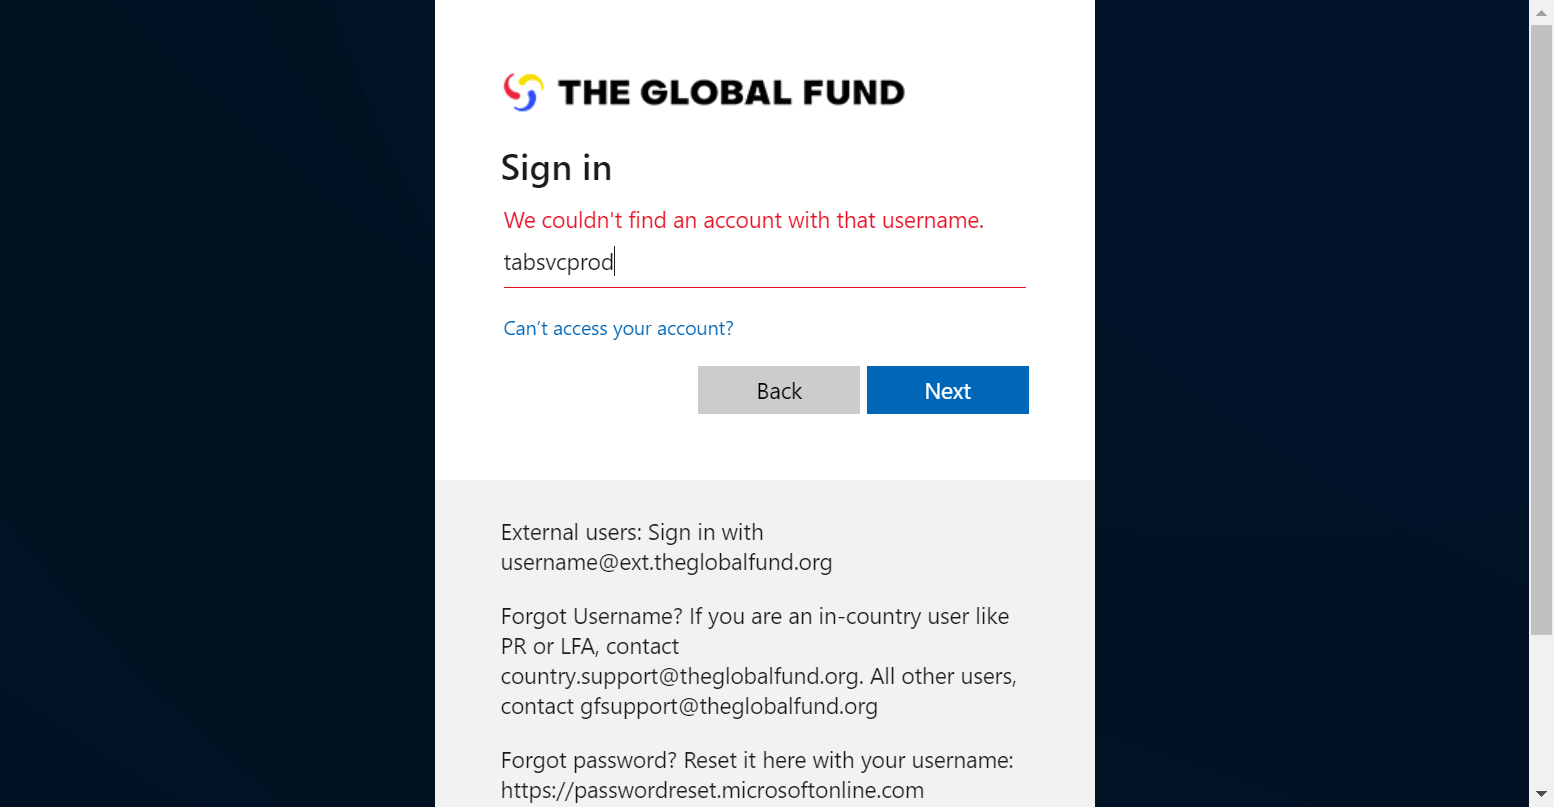 THE GLOBAL FUND
Sign in
We couldn't find an account with that username.
tabsvcprod
Can’t access your account?
Back
Next
External users: Sign in with
username@ext.theglobalfund.org
Forgot Username? If you are an in-country user like
PR or LFA, contact
country.support@theglobalfund.org. All other users,
contact gfsupport@theglobalfund.org
Forgot password? Reset it here with your username:
https://passwordreset.microsoftonline.com